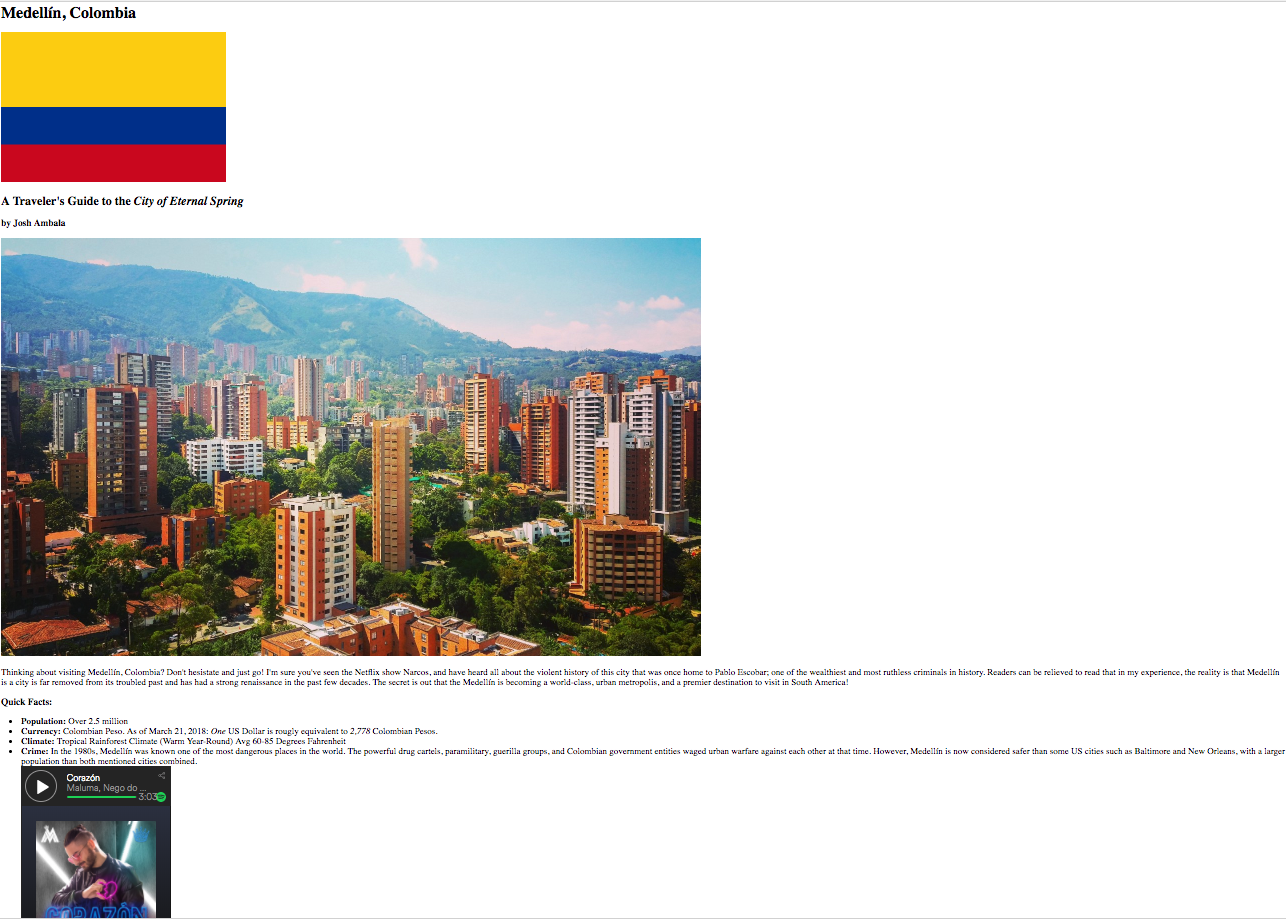 Medellín, Colombia
A Traveler's Guide to the City of Eternal Spring
by Josh Ambala
Thinking about visiting Medellín, Colombia? Don't hesistate and just go! I'm sure you've seen the Netflix show Narcos, and have heard all about the violent history of this city that was once home to Pablo Escobar; one of the wealthiest and most ruthless criminals in history. Readers can be relieved to read that in my experience, the reality is that Medellín
is a city is far removed from its troubled past and has had a strong renaissance in the past few decades. The secret is out that the Medellín is becoming a world-class, urban metropolis, and a premier destination to visit in South America!
Quick Facts:
• Population: Over 2.5 million
• Currency: Colombian Peso. As of March 21, 2018: One US Dollar is rougly equivalent to 2,778 Colombian Pesos.
• Climate: Tropical Rainforest Climate (Warm Year-Round) Avg 60-85 Degrees Fahrenheit
• Crime: In the 1980s, Medellín was known one of the most dangerous places in the world. The powerful drug cartels, paramilitary, guerilla groups, and Colombian government entities waged urban warfare against each other at that time. However, Medellín is now considered safer than some US cities such as Baltimore and New Orleans, with a larger
population than both mentioned cities combined.
Corazón
Maluma, Nego do ...
3:03
CORAZÓN